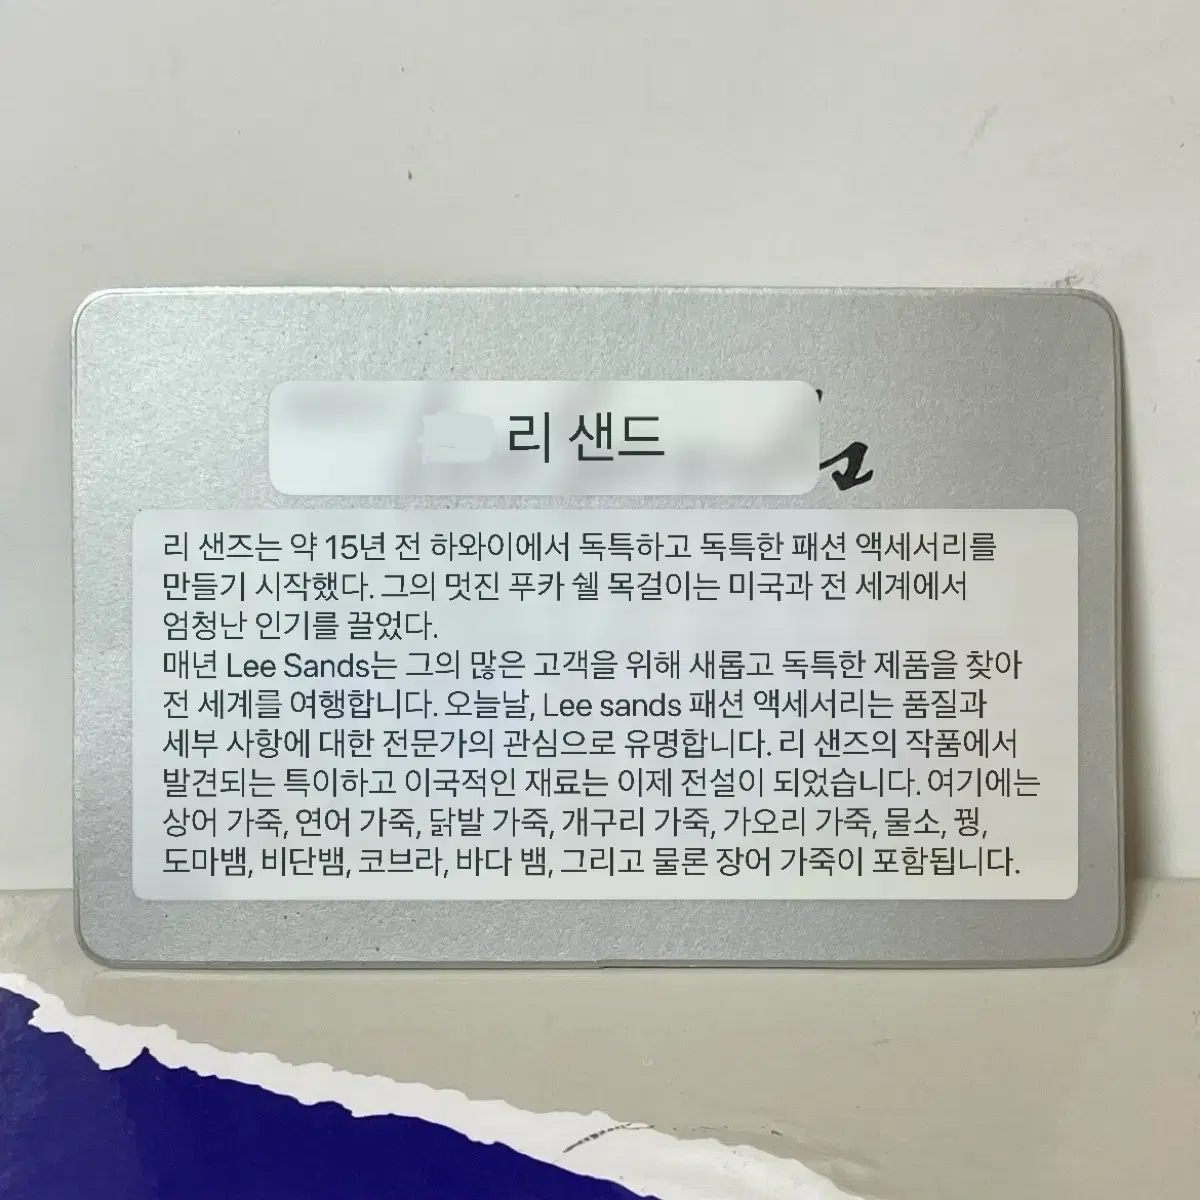 리 샌드
리 샌즈는 약 15년 전 하와이에서 독특하고 독특한 패션 액세서리를
만들기 시작했다. 그의 멋진 푸카 쉘 목걸이는 미국과 전 세계에서
엄청난 인기를 끌었다.
매년 Lee Sands는 그의 많은 고객을 위해 새롭고 독특한 제품을 찾아
전 세계를 여행합니다. 오늘날, Lee sands 패션 액세서리는 품질과
세부 사항에 대한 전문가의 관심으로 유명합니다. 리 샌즈의 작품에서
발견되는 특이하고 이국적인 재료는 이제 전설이 되었습니다. 여기에는
상어 가죽, 연어 가죽, 닭발 가죽, 개구리 가죽, 가오리 가죽, 물소, 꿩,
도마뱀, 비단뱀, 코브라, 바다 뱀, 그리고 물론 장어 가죽이 포함됩니다.